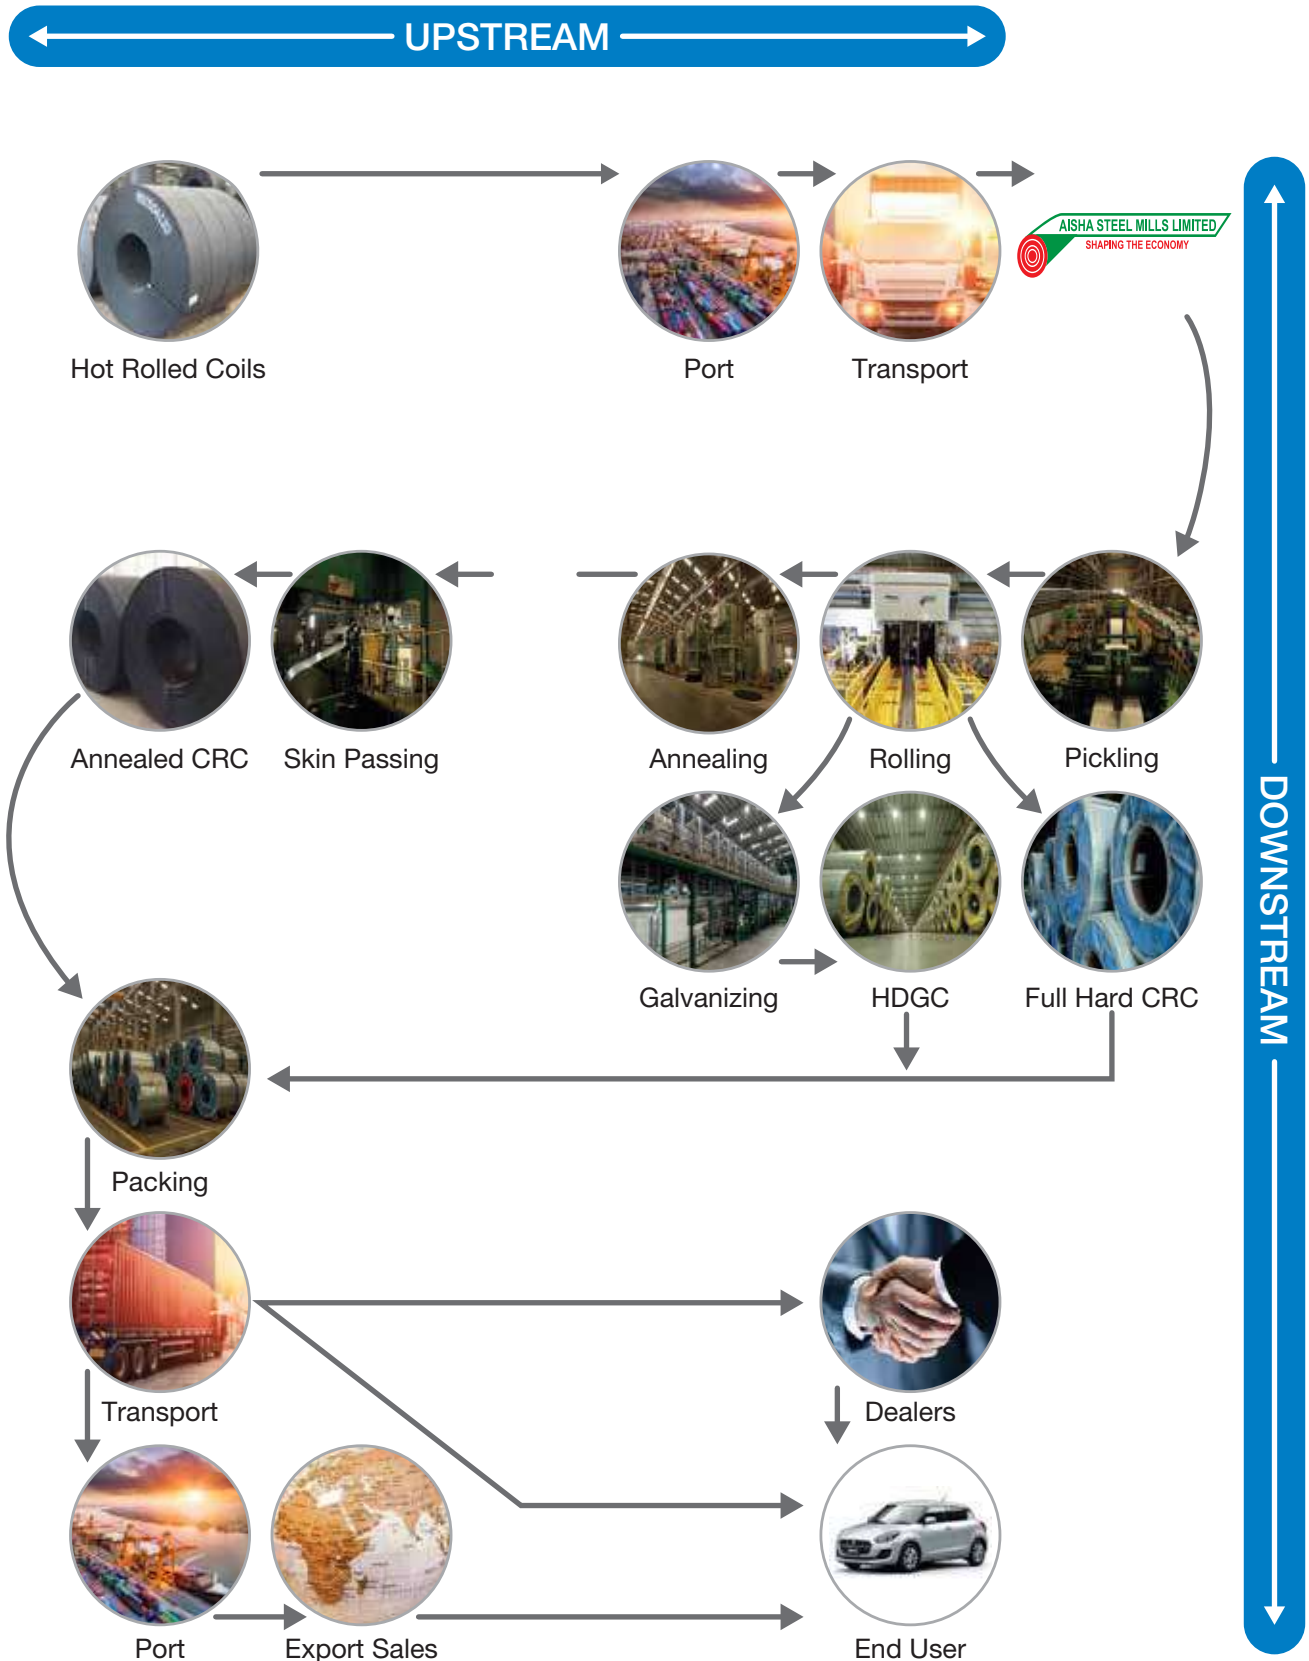 UPSTREAM
AISHA STEEL MILLS LIMITED
SHAPING THE ECONOMY
Hot Rolled Coils
Port
Transport
Annealed CRC
Skin Passing
Annealing
Rolling
Pickling
DOWNSTREAM
Galvanizing
HDGC
Full Hard CRC
Packing
Transport
Dealers
Port
Export Sales
End User